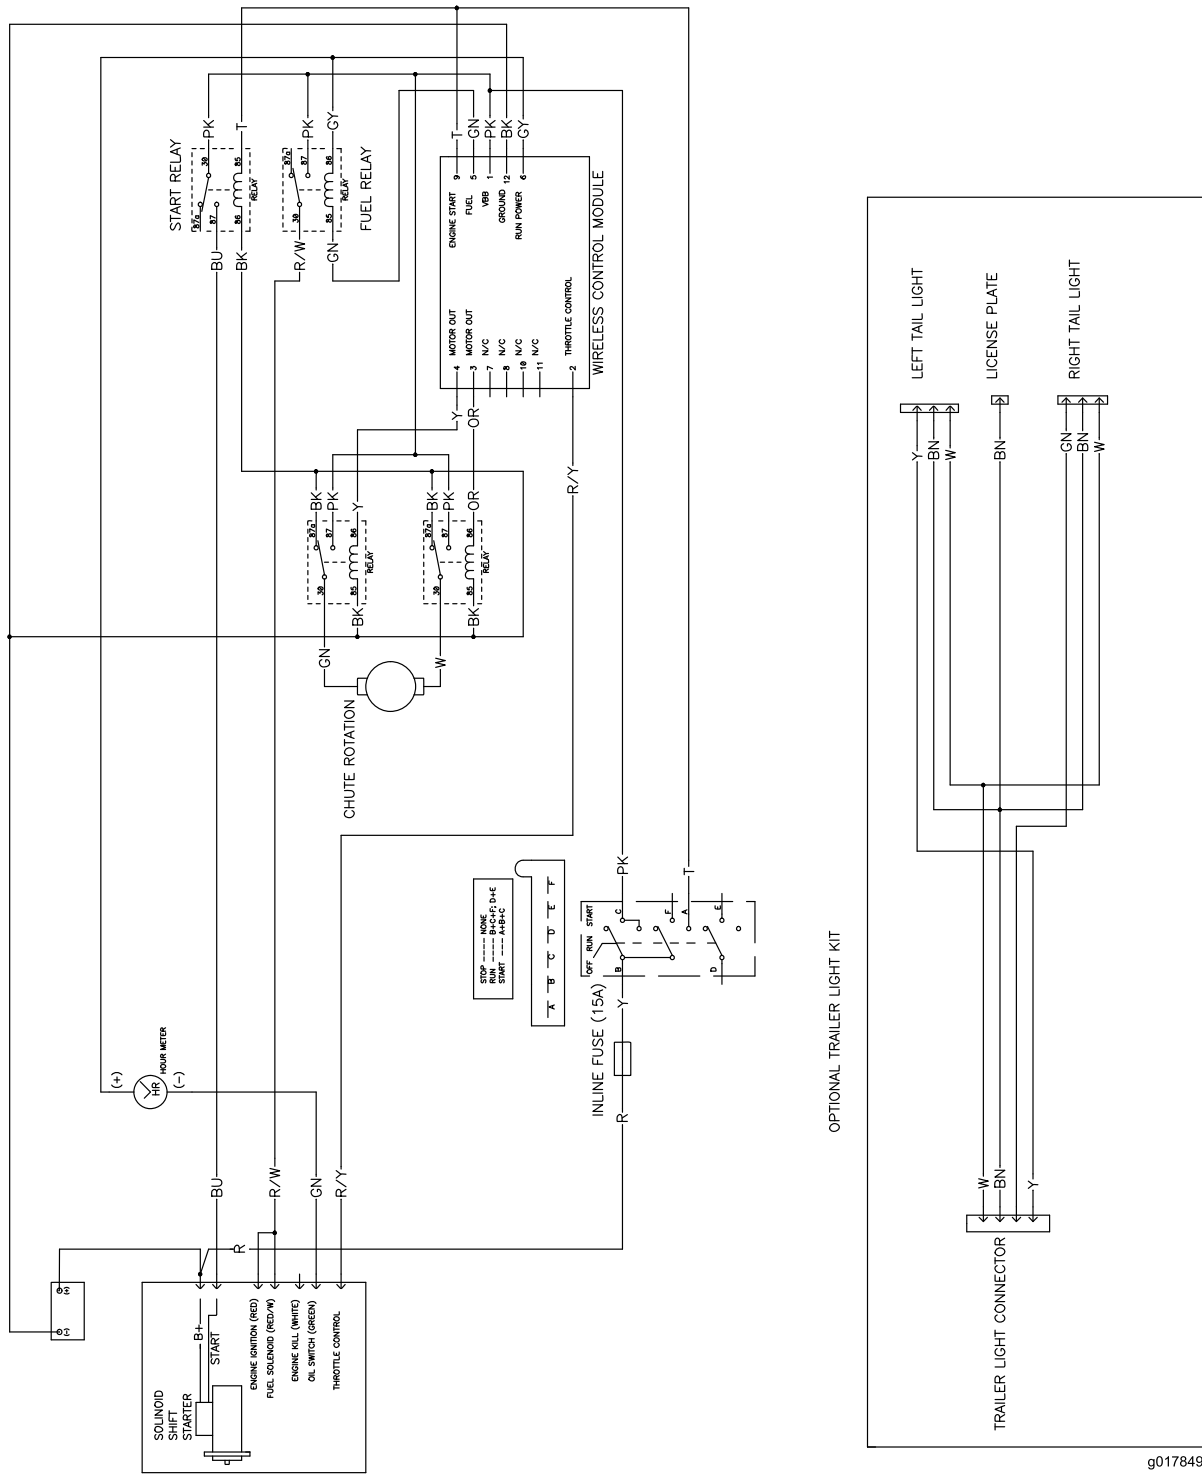 START RELAY
PK
T
30
85
87a
87
86
RELAY
BU
BK
FUEL RELAY
PK
GY
87a
87
86
30
85
RELAY
R/W
GN
T
GN
PK
BK
GY
9
5
1
12
6
ENGINE START
FUEL
VBB
GROUND
RUN POWER
WIRELESS CONTROL MODULE
MOTOR OUT
MOTOR OUT
N/C
N/C
N/C
N/C
THROTTLE CONTROL
4
3
7
8
10
11
2
Y
OR
R/Y
BK
PK
Y
87a
87
86
30
85
RELAY
BK
GN
BK
PK
OR
87a
87
86
30
85
RELAY
BK
W
CHUTE ROTATION
STOP ---- NONE
RUN ---- B+C+F; D+E
START --- A+B+C
A B C D E F
PK
T
OFF RUN START
C
F
A
E
B
D
Y
INLINE FUSE (15A)
R
(+)
HR
HOUR METER
(-)
BU
R/W
GN
R/Y
R
(+)
(-)
B+
START
SOLINOID
SHIFT
STARTER
ENGINE IGNITION (RED)
FUEL SOLENOID (RED/W)
ENGINE KILL (WHITE)
OIL SWITCH (GREEN)
THROTTLE CONTROL
OPTIONAL TRAILER LIGHT KIT
LEFT TAIL LIGHT
LICENSE PLATE
RIGHT TAIL LIGHT
Y
BN
W
BN
GN
BN
W
W
BN
Y
TRAILER LIGHT CONNECTOR
g017849